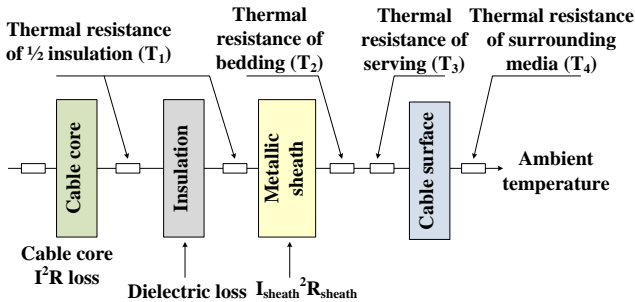 Thermal resistance
of ½ insulation (T₁)
Thermal
resistance of
bedding (T₂)
Thermal
resistance of
serving (T₃)
Thermal resistance
of surrounding
media (T₄)
Cable core
Insulation
Metallic
sheath
Cable surface
Ambient
temperature
Cable core
I²R loss
Dielectric loss
I_sheath²R_sheath